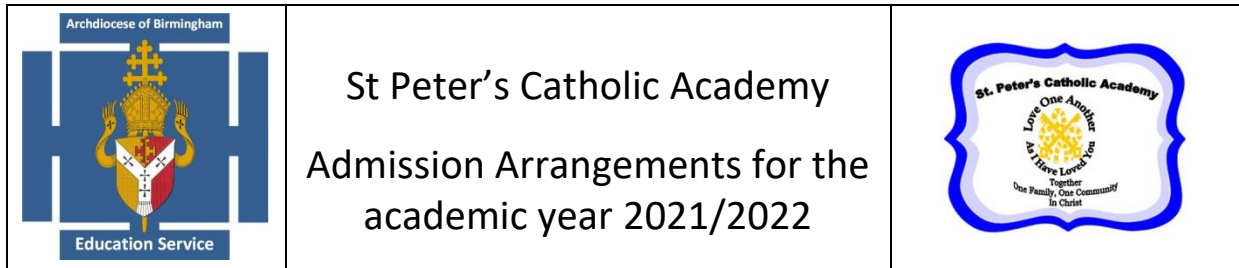 Archdiocese of Birmingham
Education Service
St Peter’s Catholic Academy
Admission Arrangements for the
academic year 2021/2022
St. Peter's Catholic Academy
Love One Another
As I Have Loved You
Together
One Family, One Community
In Christ